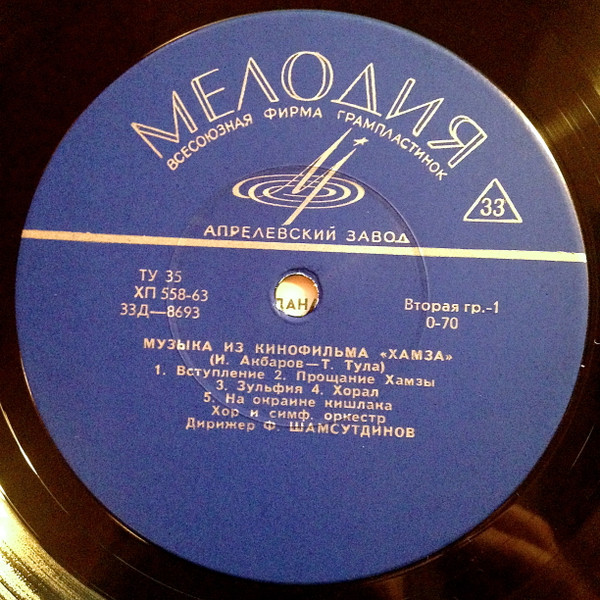 МЕЛОДИЯ
ВСЕСОЮЗНАЯ ФИРМА ГРАМПЛАСТИНОК
33
АПРЕЛЕВСКИЙ ЗАВОД
ТУ 35
ХП 558-63
33Д—8693
ПАН
Вторая гр.-1
0-70
МУЗЫКА ИЗ КИНОФИЛЬМА «ХАМЗА»
(И. Акбаров—Т. Тула)
1. Вступление 2. Прощание Хамзы
3. Зульфия 4. Хорал
5. На окраине кишлака
Хор и симф. оркестр
Дирижер Ф. ШАМСУТДИНОВ